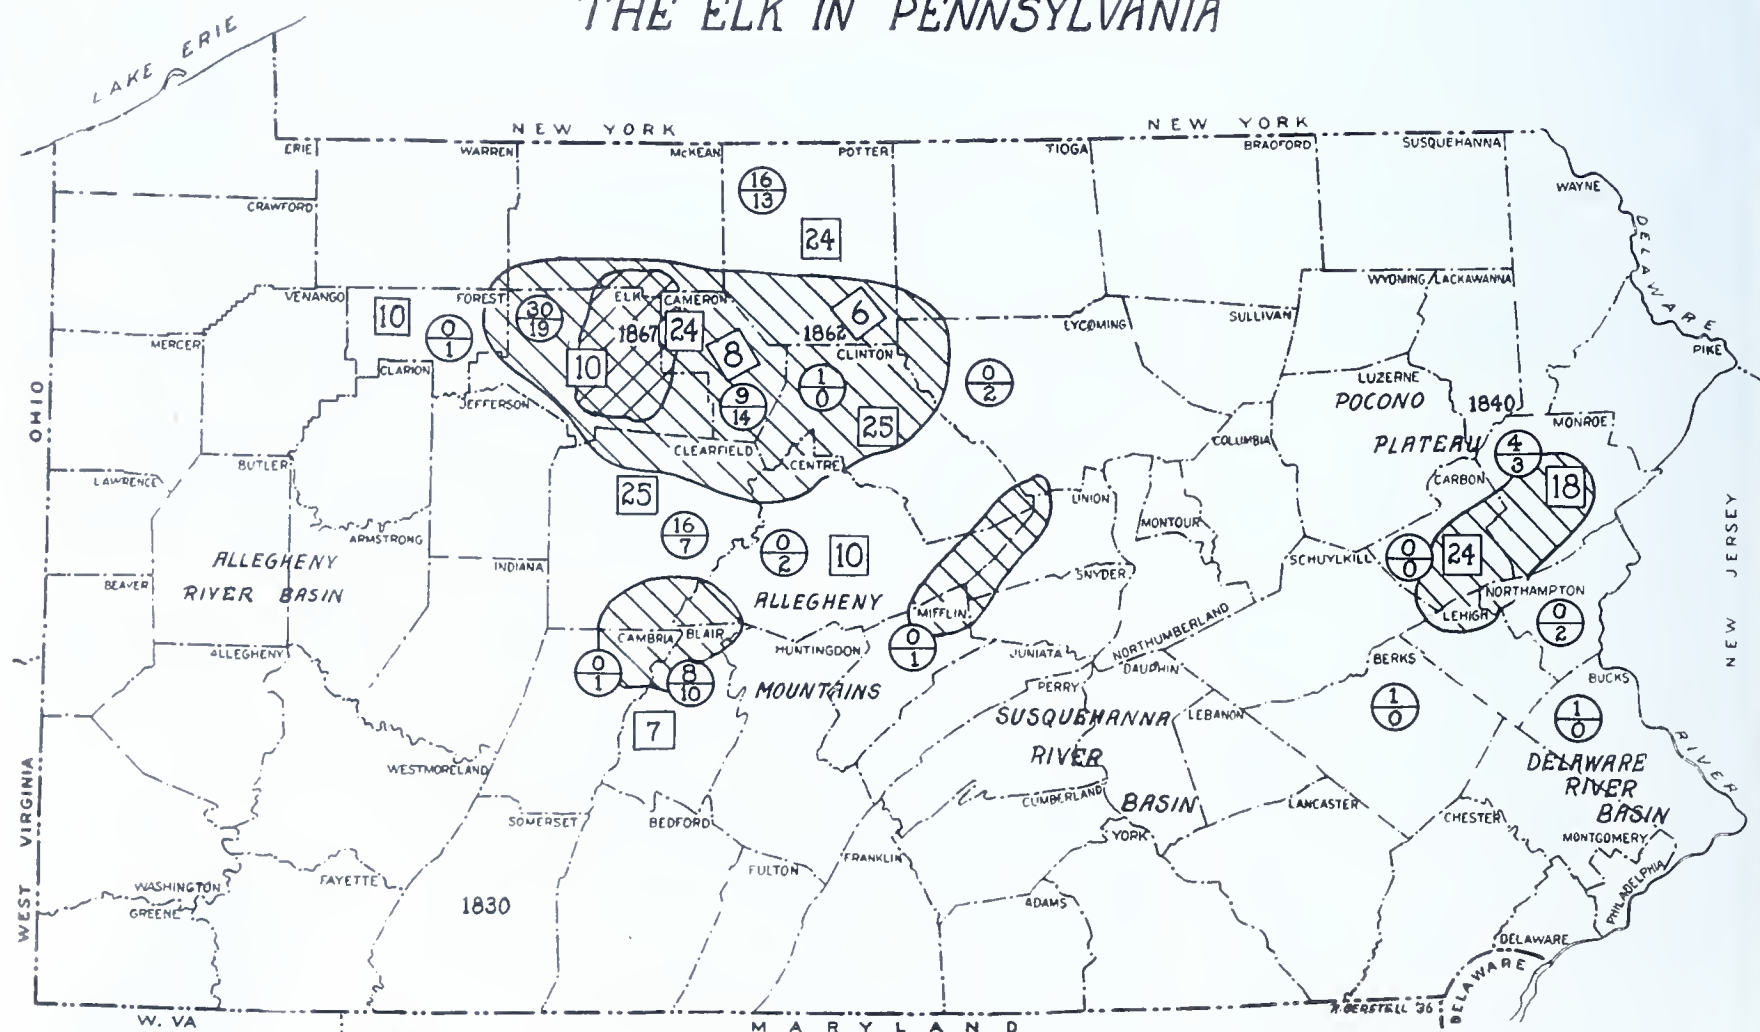 THE ELK IN PENNSYLVANIA
LAKE ERIE
NEW YORK
NEW YORK
ERIE
WARREN
McKEAN
POTTER
TIOGA
BRADFORD
SUSQUEHANNA
WAYNE
CRAWFORD
16
13
24
DELAWARE
WYOMING
LACKAWANNA
VENANGO
FOREST
ELK
CAMERON
10
0
1
30
19
1867
24
8
6
1862
CLINTON
LYCOMING
SULLIVAN
PIKE
MERCER
CLARION
10
JEFFERSON
9
14
1
0
25
0
2
LUZERNE
POCONO
PLATEAU
1840
MONROE
OHIO
COLUMBIA
4
3
BUTLER
CLEARFIELD
CENTRE
LAWRENCE
25
UNION
CARBON
18
ARMSTRONG
16
7
0
2
10
MONTOUR
SCHUYLKILL
0
0
24
NEW JERSEY
ALLEGHENY
RIVER BASIN
BEAVER
INDIANA
SNYDER
NORTHAMPTON
ALLEGHENY
MIFFLIN
LEHIGH
0
2
CAMBRIA
BLAIR
ALLEGHENY
HUNTINGDON
0
1
JUNIATA
NORTHUMBERLAND
DAUPHIN
BERKS
BUCKS
0
1
8
10
MOUNTAINS
PERRY
7
SUSQUEHANNA
RIVER
BASIN
LEBANON
1
0
1
0
RIVER
WESTMORELAND
DELAWARE
RIVER
BASIN
CUMBERLAND
LANCASTER
CHESTER
SOMERSET
BEDFORD
YORK
MONTGOMERY
WEST VIRGINIA
WASHINGTON
FAYETTE
FULTON
FRANKLIN
PHILADELPHIA
GREENE
1830
ADAMS
DELAWARE
DELAWARE
R. GERSTELL '36
W. VA
MARYLAND